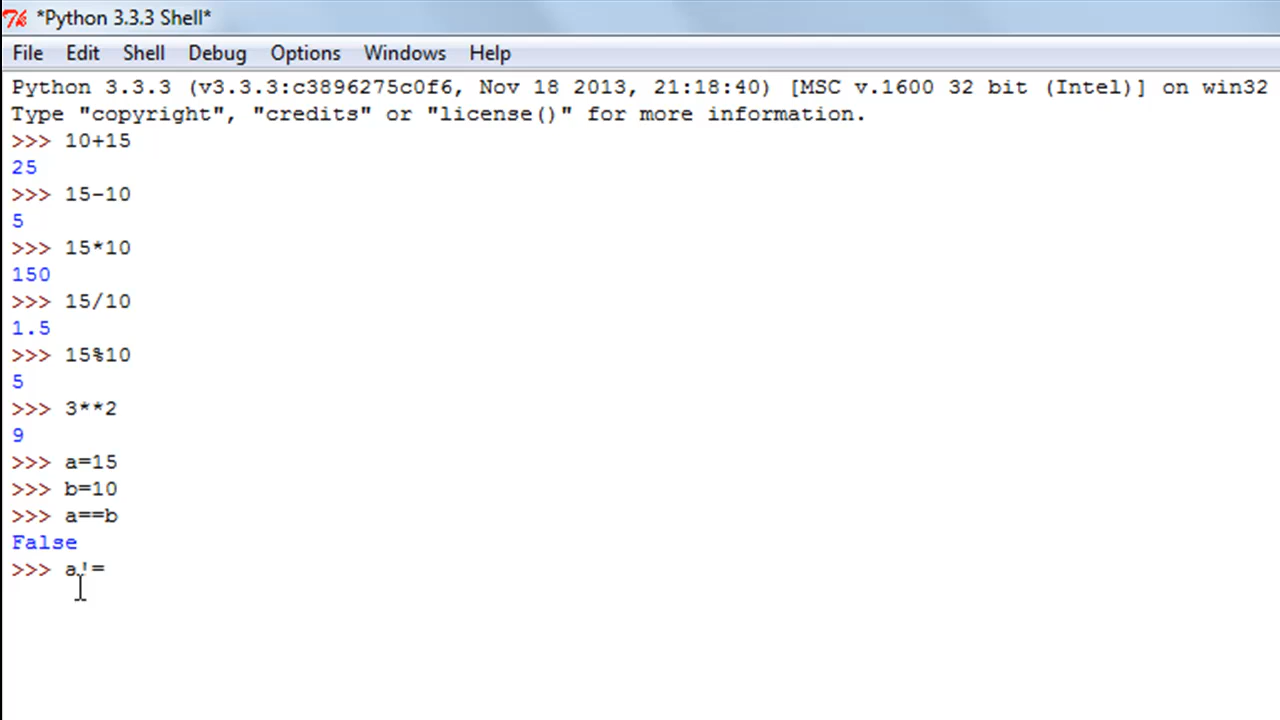 *Python 3.3.3 Shell*
File Edit Shell Debug Options Windows Help
Python 3.3.3 (v3.3.3:c3896275c0f6, Nov 18 2013, 21:18:40) [MSC v.1600 32 bit (Intel)] on win32
Type "copyright", "credits" or "license()" for more information.
>>> 10+15
25
>>> 15-10
5
>>> 15*10
150
>>> 15/10
1.5
>>> 15%10
5
>>> 3**2
9
>>> a=15
>>> b=10
>>> a==b
False
>>> a!=